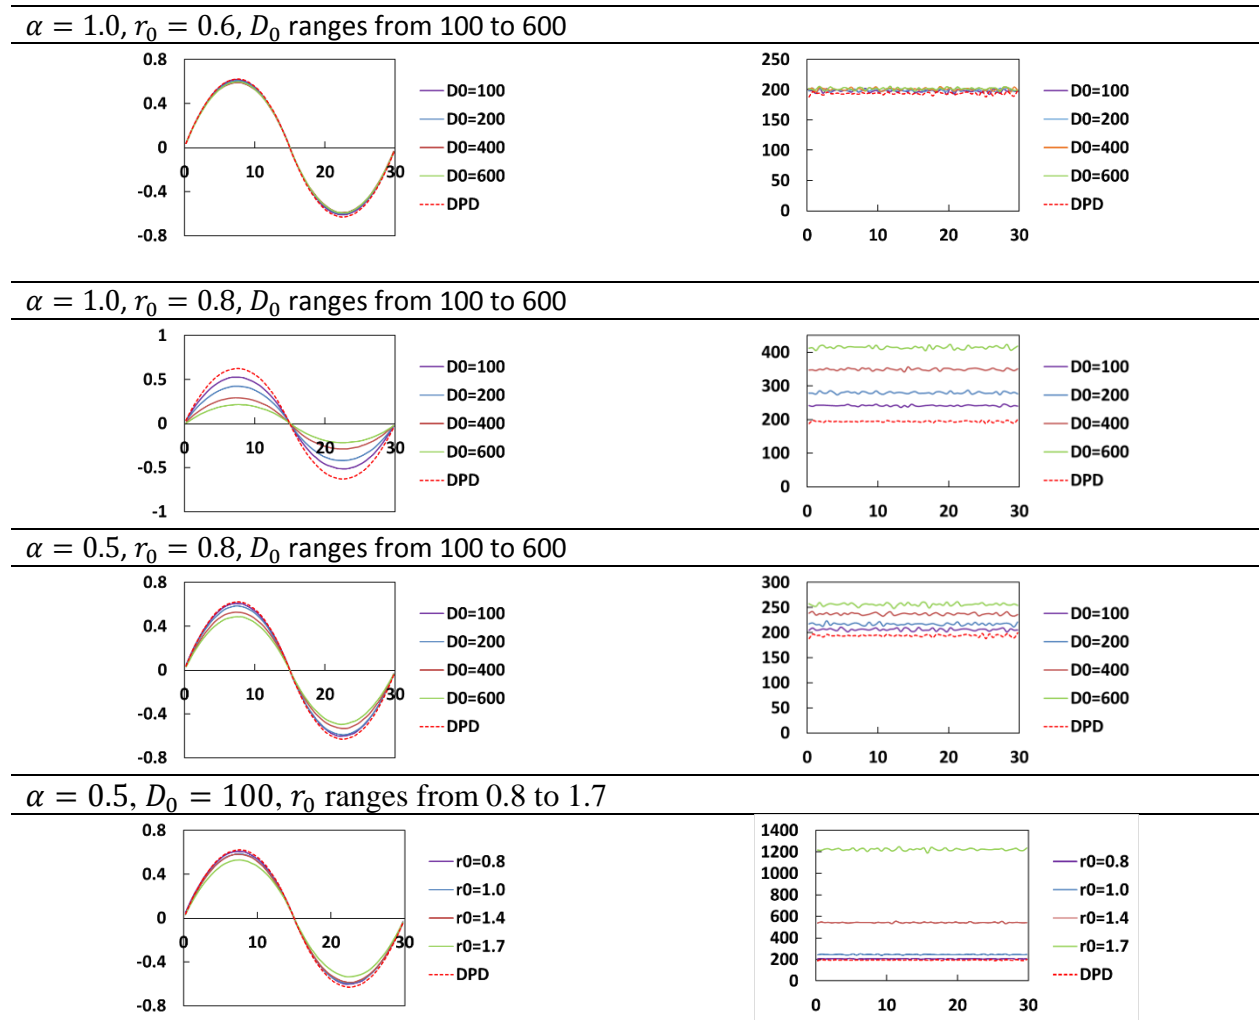 α = 1.0, r₀ = 0.6, D₀ ranges from 100 to 600
0.8
0.4
0
-0.4
-0.8
0 10 20 30
D0=100
D0=200
D0=400
D0=600
DPD
250
200
150
100
50
0
0 10 20 30
D0=100
D0=200
D0=400
D0=600
DPD
α = 1.0, r₀ = 0.8, D₀ ranges from 100 to 600
1
0.5
0
-0.5
-1
0 10 20 30
D0=100
D0=200
D0=400
D0=600
DPD
400
300
200
100
0
0 10 20 30
D0=100
D0=200
D0=400
D0=600
DPD
α = 0.5, r₀ = 0.8, D₀ ranges from 100 to 600
0.8
0.4
0
-0.4
-0.8
0 10 20 30
D0=100
D0=200
D0=400
D0=600
DPD
300
250
200
150
100
50
0
0 10 20 30
D0=100
D0=200
D0=400
D0=600
DPD
α = 0.5, D₀ = 100, r₀ ranges from 0.8 to 1.7
0.8
0.4
0
-0.4
-0.8
0 10 20 30
r0=0.8
r0=1.0
r0=1.4
r0=1.7
DPD
1400
1200
1000
800
600
400
200
0
0 10 20 30
r0=0.8
r0=1.0
r0=1.4
r0=1.7
DPD